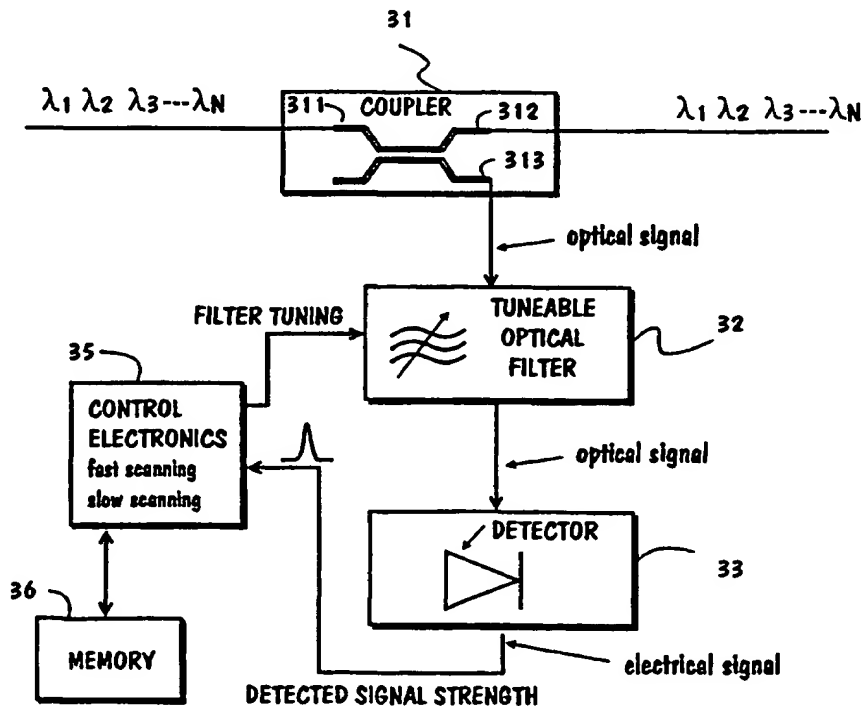 31
λ1 λ2 λ3---λN
311
COUPLER
312
λ1 λ2 λ3---λN
313
optical signal
FILTER TUNING
TUNEABLE
OPTICAL
FILTER
32
35
CONTROL
ELECTRONICS
fast scanning
slow scanning
optical signal
DETECTOR
33
36
MEMORY
electrical signal
DETECTED SIGNAL STRENGTH